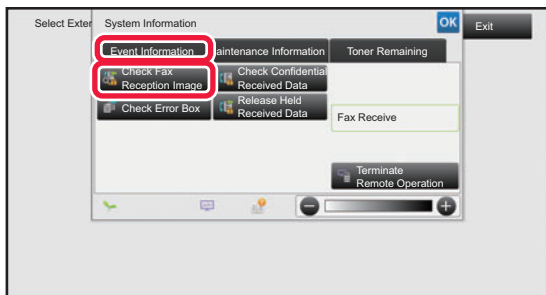 Select Exter
System Information
OK
Exit
Event Information
aintenance Information
Toner Remaining
Check Fax
Reception Image
Check Confidential
Received Data
Check Error Box
Release Held
Received Data
Fax Receive
Terminate
Remote Operation